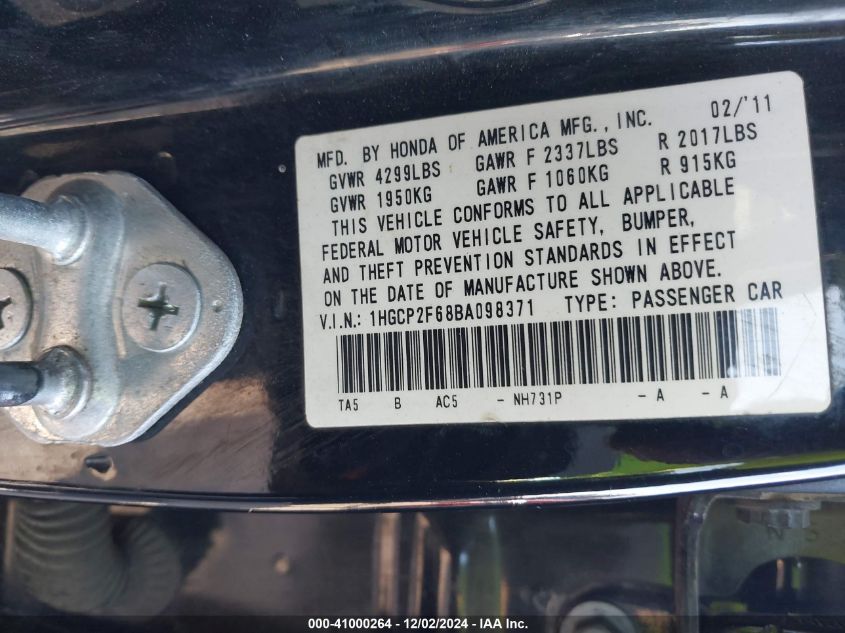 02/'11
MFD. BY HONDA OF AMERICA MFG., INC.
GVWR 4299LBS GAWR F 2337LBS R 2017LBS
GVWR 1950KG GAWR F 1060KG R 915KG
THIS VEHICLE CONFORMS TO ALL APPLICABLE
FEDERAL MOTOR VEHICLE SAFETY, BUMPER,
AND THEFT PREVENTION STANDARDS IN EFFECT
ON THE DATE OF MANUFACTURE SHOWN ABOVE.
V.I.N.: 1HGCP2F68BA098371 TYPE: PASSENGER CAR
TA5 B AC5 - NH731P - A - A
000-41000264 - 12/02/2024 - IAA Inc.